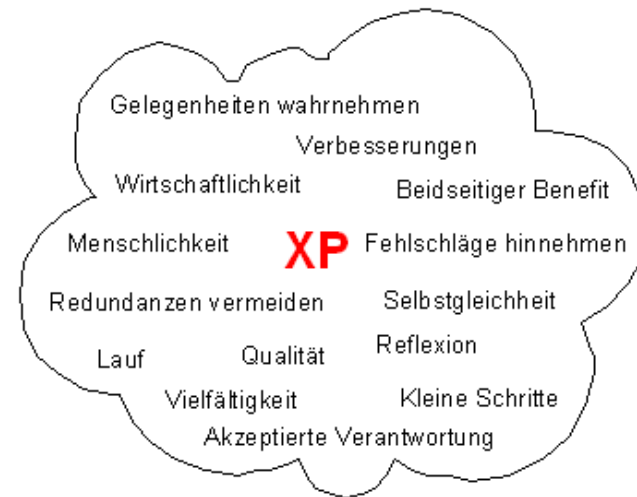 Gelegenheiten wahrnehmen
Verbesserungen
Wirtschaftlichkeit
Beidseitiger Benefit
Menschlichkeit
XP
Fehlschläge hinnehmen
Redundanzen vermeiden
Selbstgleichheit
Lauf
Qualität
Reflexion
Vielfältigkeit
Kleine Schritte
Akzeptierte Verantwortung